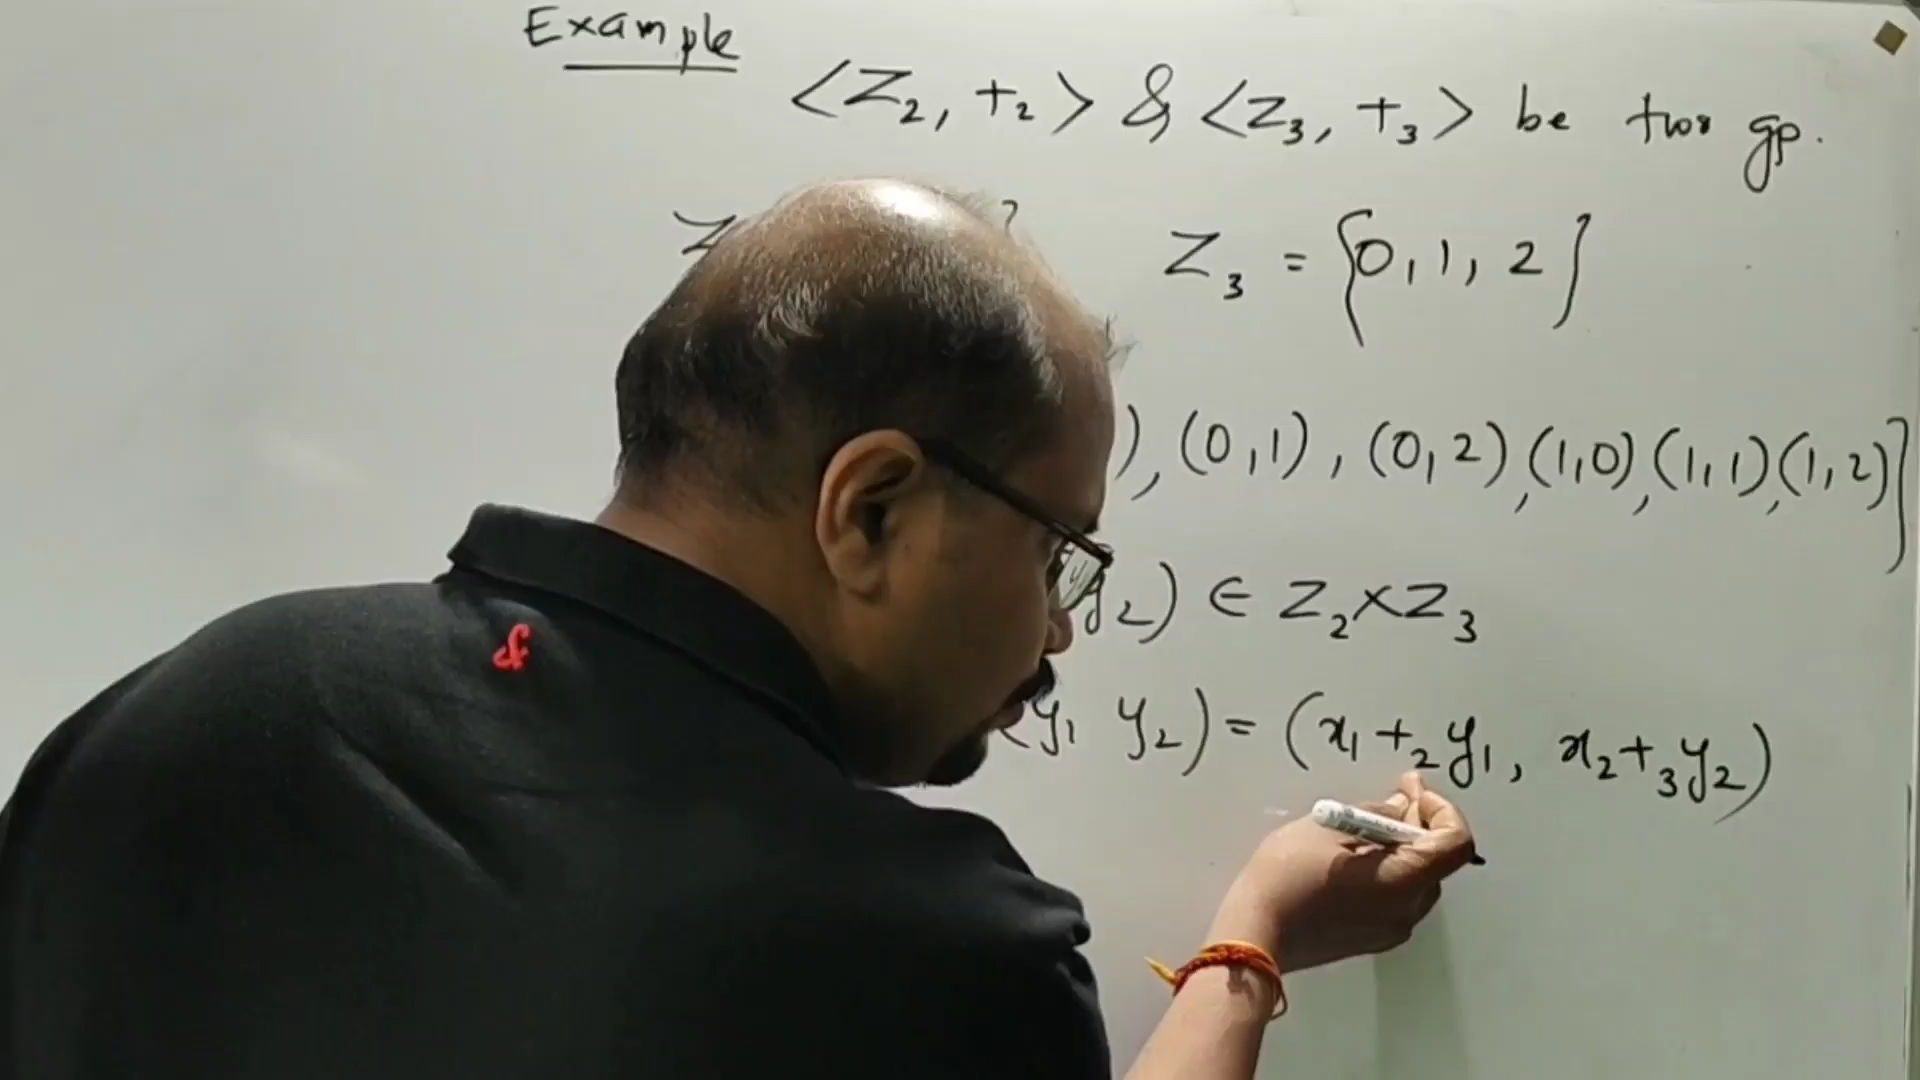 Example
<Z₂, +₂> & <Z₃, +₃> be two gp.
Z Z₃ = {0, 1, 2}
), (0,1), (0,2), (1,0), (1,1), (1,2)}
y₂) ∈ Z₂×Z₃
(y₁ y₂) = (x₁ +₂ y₁, x₂ +₃ y₂)